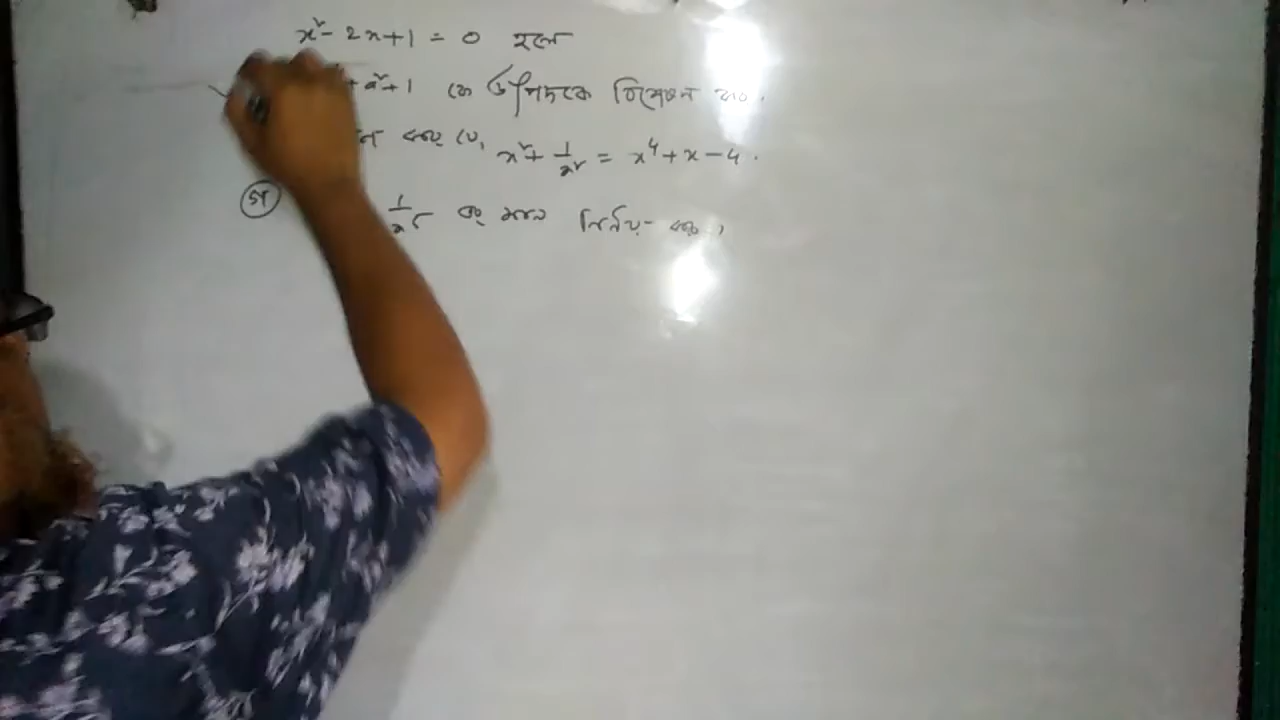 x² - 2x + 1 = 0 হলে
+ a² + 1 কে উৎপাদকে বিশ্লেষণ কর.
কর যে, x² + 1/x² = x⁴ + x - 4.
গ 1/x⁵ এর মান নির্ণয় কর।